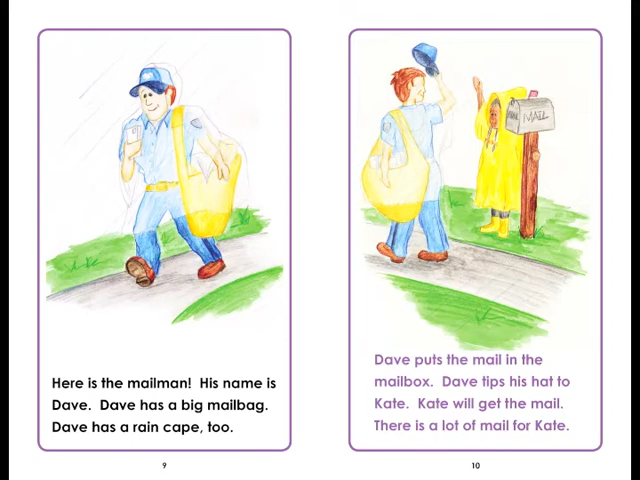 Here is the mailman!  His name is
Dave.  Dave has a big mailbag.
Dave has a rain cape, too.
9
MAIL
Dave puts the mail in the
mailbox.  Dave tips his hat to
Kate.  Kate will get the mail.
There is a lot of mail for Kate.
10